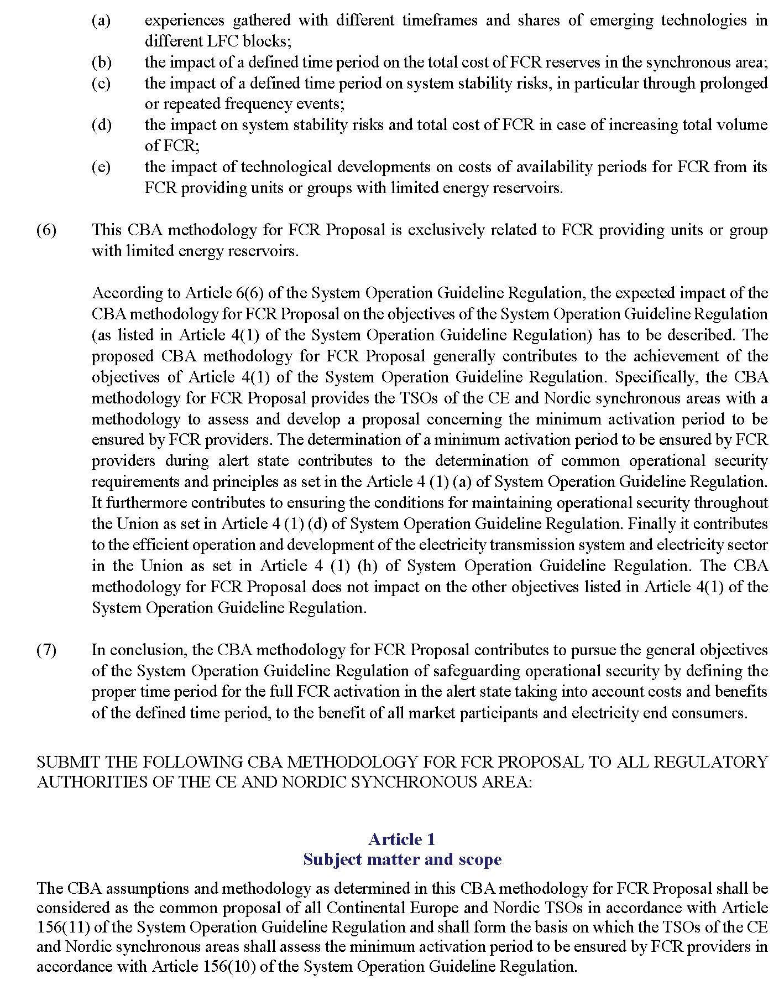 (a) experiences gathered with different timeframes and shares of emerging technologies in
different LFC blocks;
(b) the impact of a defined time period on the total cost of FCR reserves in the synchronous area;
(c) the impact of a defined time period on system stability risks, in particular through prolonged
or repeated frequency events;
(d) the impact on system stability risks and total cost of FCR in case of increasing total volume
of FCR;
(e) the impact of technological developments on costs of availability periods for FCR from its
FCR providing units or groups with limited energy reservoirs.
(6) This CBA methodology for FCR Proposal is exclusively related to FCR providing units or group
with limited energy reservoirs.
According to Article 6(6) of the System Operation Guideline Regulation, the expected impact of the
CBA methodology for FCR Proposal on the objectives of the System Operation Guideline Regulation
(as listed in Article 4(1) of the System Operation Guideline Regulation) has to be described. The
proposed CBA methodology for FCR Proposal generally contributes to the achievement of the
objectives of Article 4(1) of the System Operation Guideline Regulation. Specifically, the CBA
methodology for FCR Proposal provides the TSOs of the CE and Nordic synchronous areas with a
methodology to assess and develop a proposal concerning the minimum activation period to be
ensured by FCR providers. The determination of a minimum activation period to be ensured by FCR
providers during alert state contributes to the determination of common operational security
requirements and principles as set in the Article 4 (1) (a) of System Operation Guideline Regulation.
It furthermore contributes to ensuring the conditions for maintaining operational security throughout
the Union as set in Article 4 (1) (d) of System Operation Guideline Regulation. Finally it contributes
to the efficient operation and development of the electricity transmission system and electricity sector
in the Union as set in Article 4 (1) (h) of System Operation Guideline Regulation. The CBA
methodology for FCR Proposal does not impact on the other objectives listed in Article 4(1) of the
System Operation Guideline Regulation.
(7) In conclusion, the CBA methodology for FCR Proposal contributes to pursue the general objectives
of the System Operation Guideline Regulation of safeguarding operational security by defining the
proper time period for the full FCR activation in the alert state taking into account costs and benefits
of the defined time period, to the benefit of all market participants and electricity end consumers.
SUBMIT THE FOLLOWING CBA METHODOLOGY FOR FCR PROPOSAL TO ALL REGULATORY
AUTHORITIES OF THE CE AND NORDIC SYNCHRONOUS AREA:
Article 1
Subject matter and scope
The CBA assumptions and methodology as determined in this CBA methodology for FCR Proposal shall be
considered as the common proposal of all Continental Europe and Nordic TSOs in accordance with Article
156(11) of the System Operation Guideline Regulation and shall form the basis on which the TSOs of the CE
and Nordic synchronous areas shall assess the minimum activation period to be ensured by FCR providers in
accordance with Article 156(10) of the System Operation Guideline Regulation.